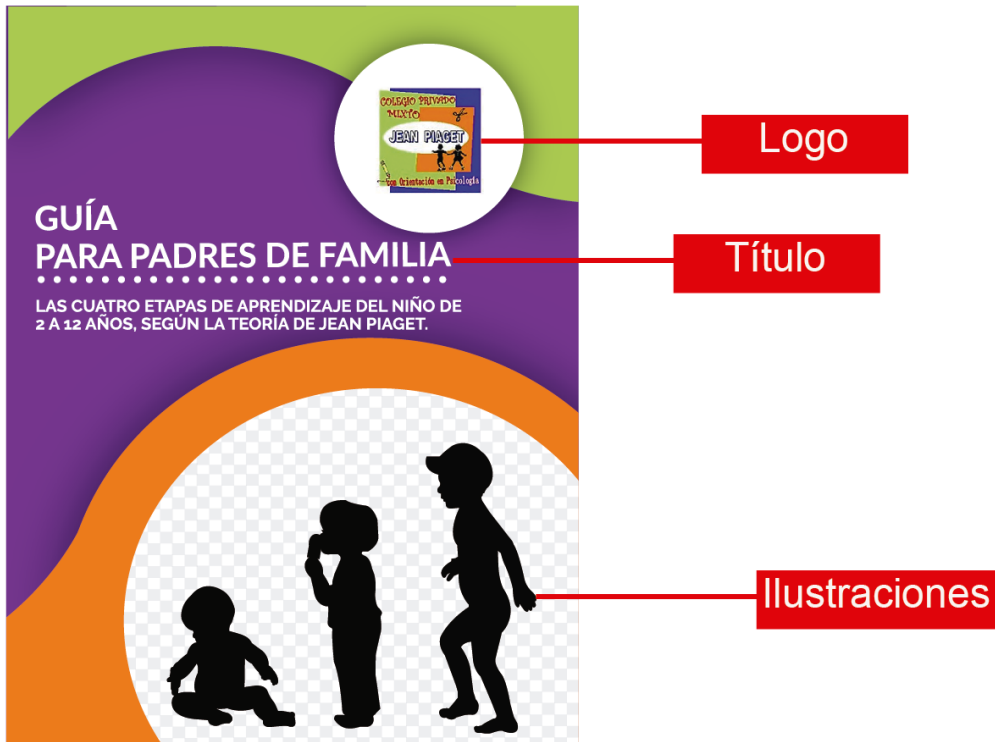 COLEGIO PRIVADO
MIXTO
JEAN PIAGET
con Orientación en Psicología
Logo
GUÍA
PARA PADRES DE FAMILIA
Título
LAS CUATRO ETAPAS DE APRENDIZAJE DEL NIÑO DE
2 A 12 AÑOS, SEGÚN LA TEORÍA DE JEAN PIAGET.
Ilustraciones